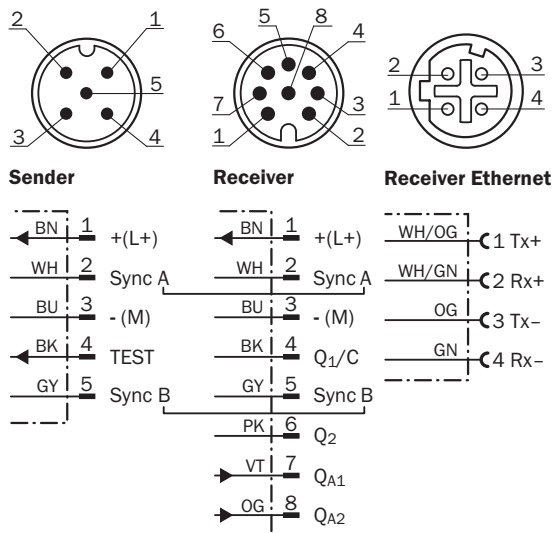 2 1
5
3 4
Sender
5 8
6 4
7 3
1 2
Receiver
2 3
1 4
Receiver Ethernet
BN 1 +(L+)
WH 2 Sync A
BU 3 - (M)
BK 4 TEST
GY 5 Sync B
BN 1 +(L+)
WH 2 Sync A
BU 3 - (M)
BK 4 Q1/C
GY 5 Sync B
PK 6 Q2
VT 7 QA1
OG 8 QA2
WH/OG 1 Tx+
WH/GN 2 Rx+
OG 3 Tx–
GN 4 Rx–